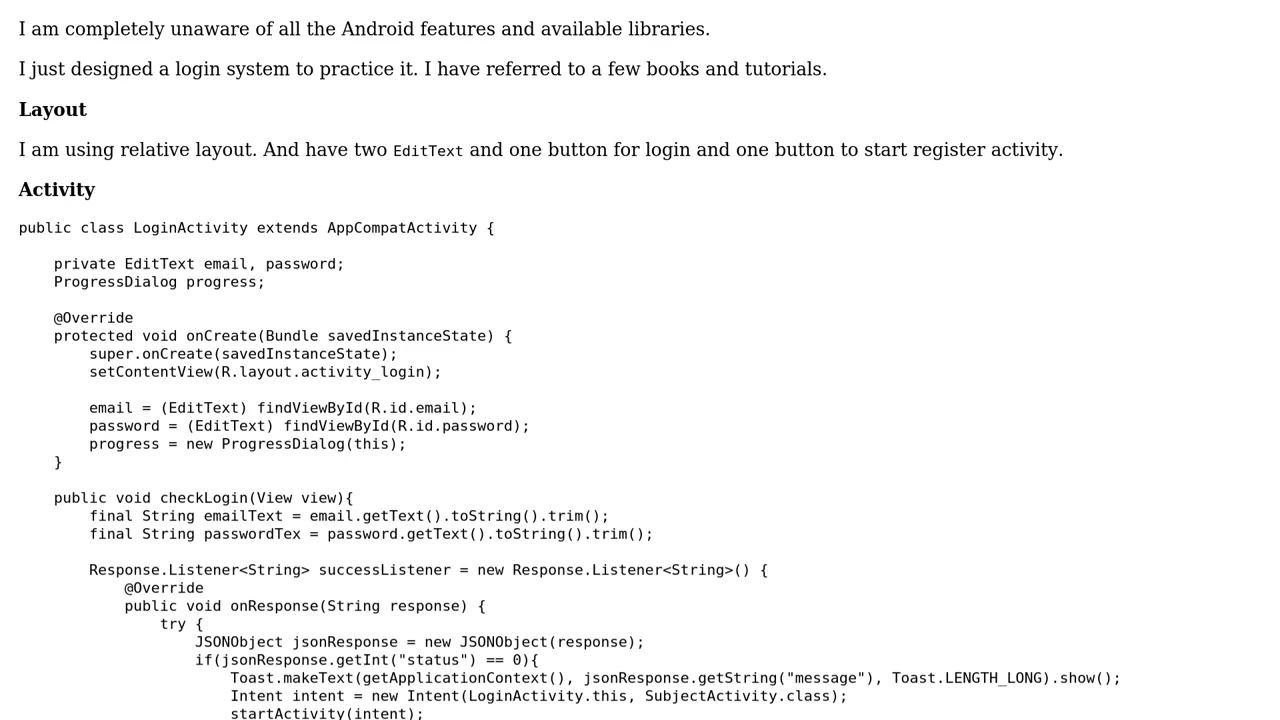 I am completely unaware of all the Android features and available libraries.
I just designed a login system to practice it. I have referred to a few books and tutorials.
Layout
I am using relative layout. And have two EditText and one button for login and one button to start register activity.
Activity
public class LoginActivity extends AppCompatActivity {
    private EditText email, password;
    ProgressDialog progress;
    @Override
    protected void onCreate(Bundle savedInstanceState) {
        super.onCreate(savedInstanceState);
        setContentView(R.layout.activity_login);
        email = (EditText) findViewById(R.id.email);
        password = (EditText) findViewById(R.id.password);
        progress = new ProgressDialog(this);
    }
    public void checkLogin(View view){
        final String emailText = email.getText().toString().trim();
        final String passwordTex = password.getText().toString().trim();
        Response.Listener<String> successListener = new Response.Listener<String>() {
            @Override
            public void onResponse(String response) {
                try {
                    JSONObject jsonResponse = new JSONObject(response);
                    if(jsonResponse.getInt("status") == 0){
                        Toast.makeText(getApplicationContext(), jsonResponse.getString("message"), Toast.LENGTH_LONG).show();
                        Intent intent = new Intent(LoginActivity.this, SubjectActivity.class);
                        startActivity(intent);